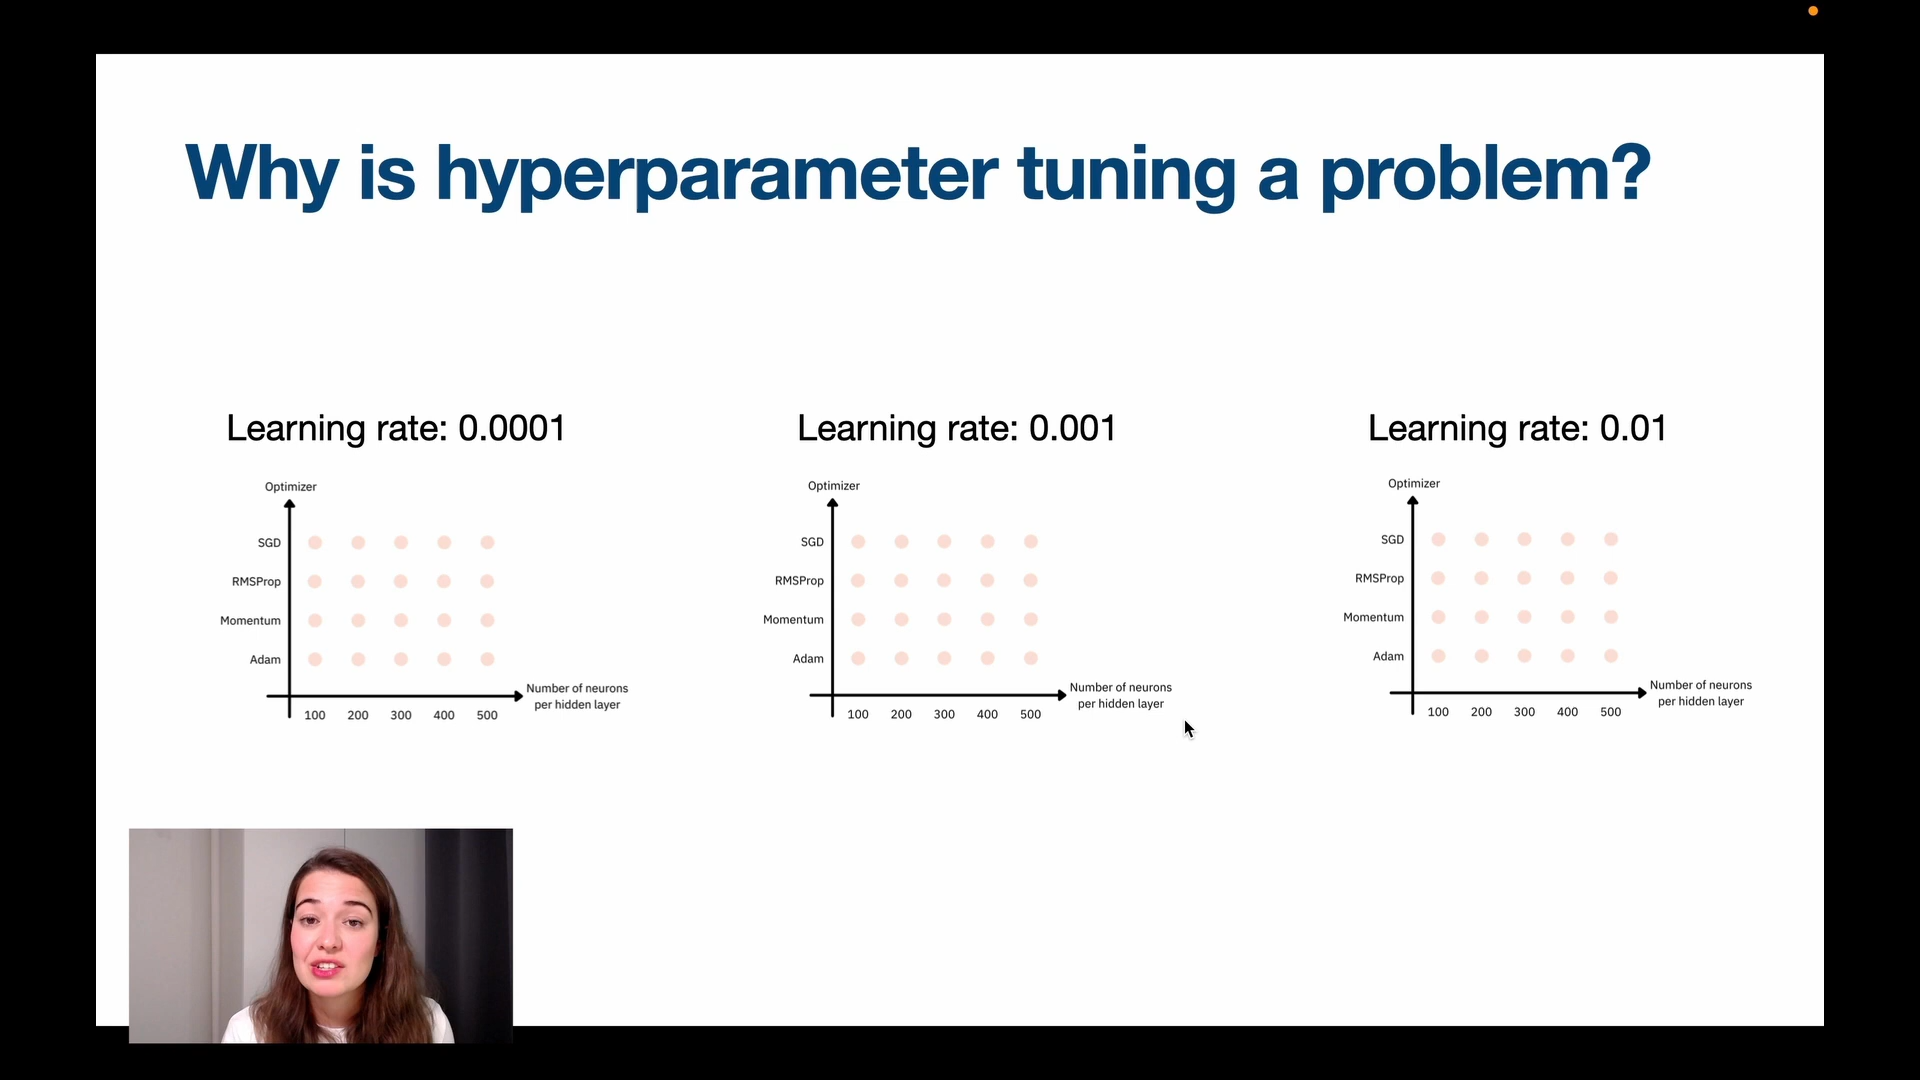 Why is hyperparameter tuning a problem?
Learning rate: 0.0001
Optimizer
SGD
RMSProp
Momentum
Adam
Number of neurons
per hidden layer
100 200 300 400 500
Learning rate: 0.001
Optimizer
SGD
RMSProp
Momentum
Adam
Number of neurons
per hidden layer
100 200 300 400 500
Learning rate: 0.01
Optimizer
SGD
RMSProp
Momentum
Adam
Number of neurons
per hidden layer
100 200 300 400 500